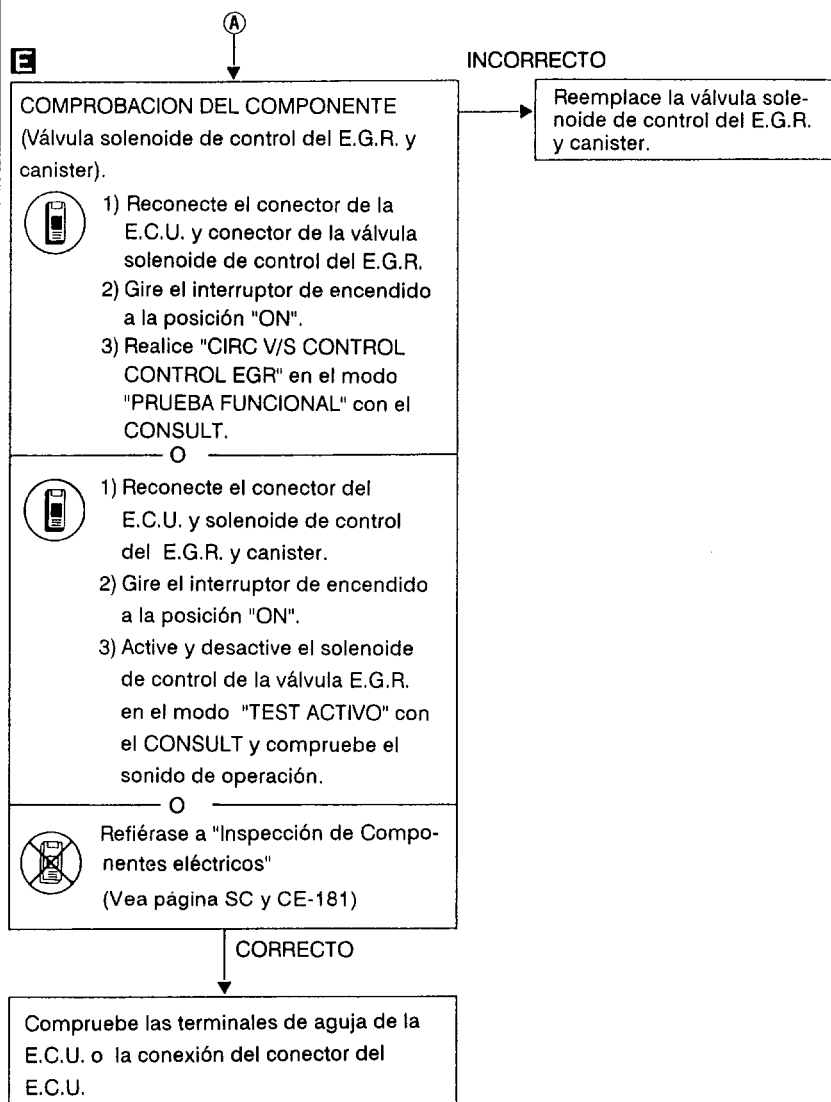 A
E
INCORRECTO
COMPROBACION DEL COMPONENTE
(Válvula solenoide de control del E.G.R. y
canister).
1) Reconecte el conector de la
E.C.U. y conector de la válvula
solenoide de control del E.G.R.
2) Gire el interruptor de encendido
a la posición "ON".
3) Realice "CIRC V/S CONTROL
CONTROL EGR" en el modo
"PRUEBA FUNCIONAL" con el
CONSULT.
O
1) Reconecte el conector del
E.C.U. y solenoide de control
del E.G.R. y canister.
2) Gire el interruptor de encendido
a la posición "ON".
3) Active y desactive el solenoide
de control de la válvula E.G.R.
en el modo "TEST ACTIVO" con
el CONSULT y compruebe el
sonido de operación.
O
Refiérase a "Inspección de Compo-
nentes eléctricos"
(Vea página SC y CE-181)
Reemplace la válvula sole-
noide de control del E.G.R.
y canister.
CORRECTO
Compruebe las terminales de aguja de la
E.C.U. o la conexión del conector del
E.C.U.